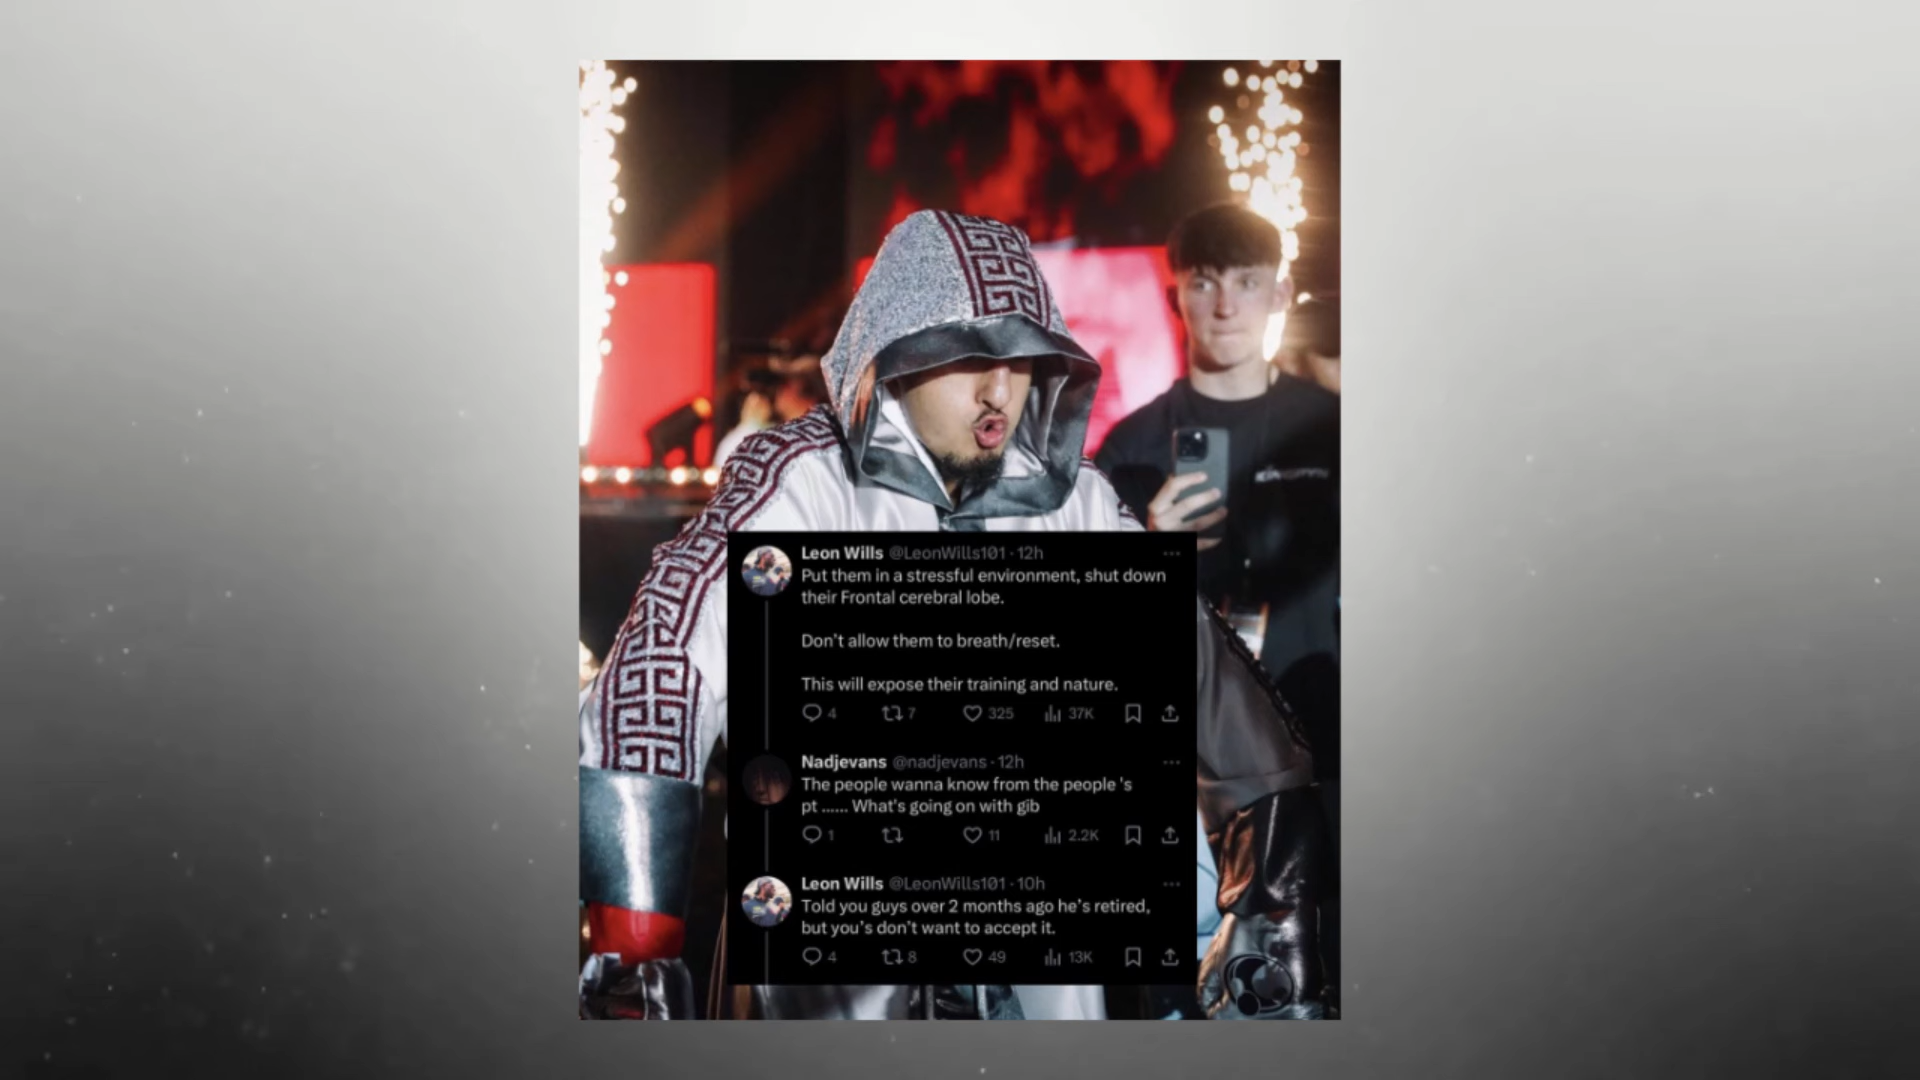 Leon Wills @LeonWills101 · 12h
Put them in a stressful environment, shut down
their Frontal cerebral lobe.
Don't allow them to breath/reset.
This will expose their training and nature.
4 7 325 37K
Nadjevans @nadjevans · 12h
The people wanna know from the people 's
pt ...... What's going on with gib
1 11 2.2K
Leon Wills @LeonWills101 · 10h
Told you guys over 2 months ago he's retired,
but you's don't want to accept it.
4 8 49 13K